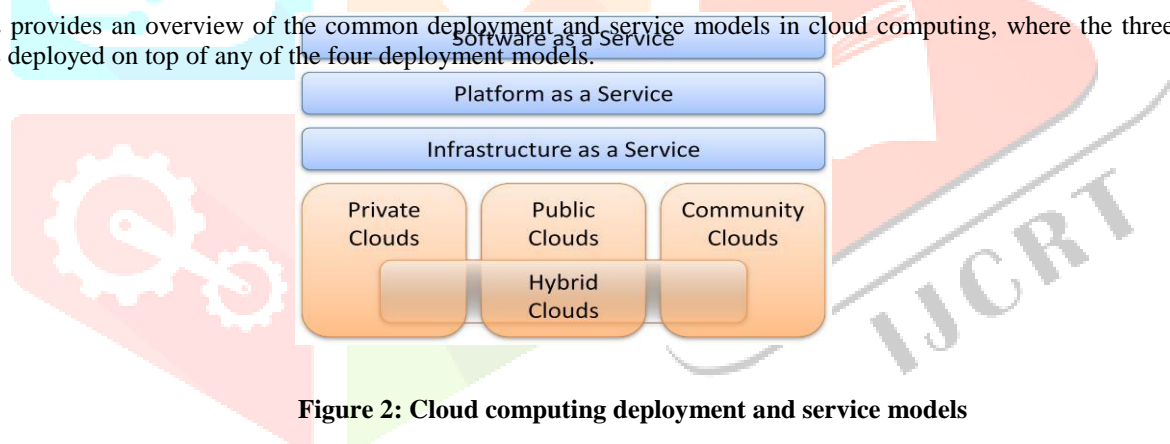 provides an overview of the common deployment and service models in cloud computing, where the three
deployed on top of any of the four deployment models.
Software as a Service
Platform as a Service
Infrastructure as a Service
Private
Clouds
Public
Clouds
Community
Clouds
Hybrid
Clouds
IJCRT
Figure 2: Cloud computing deployment and service models